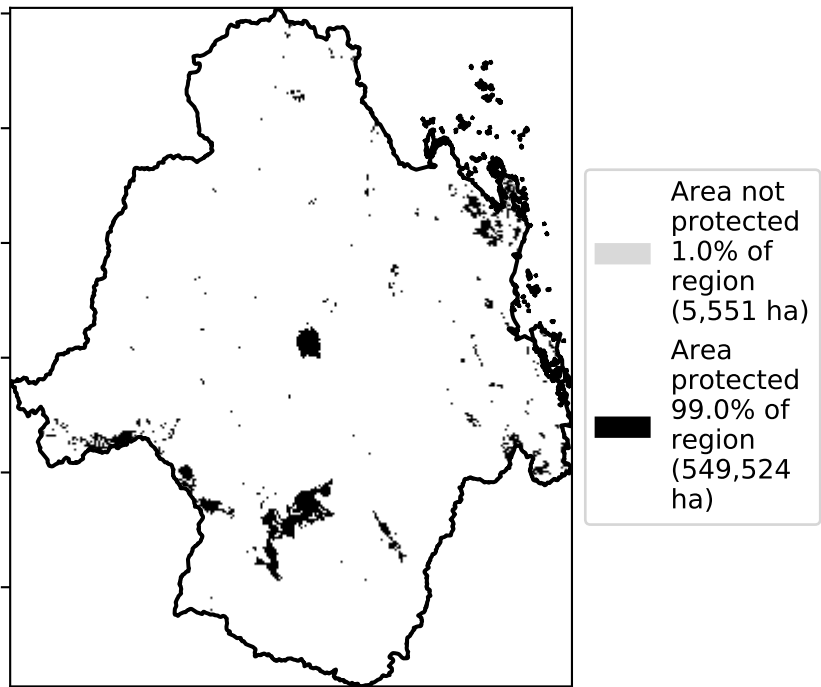 Area not
protected
1.0% of
region
(5,551 ha)
Area
protected
99.0% of
region
(549,524
ha)